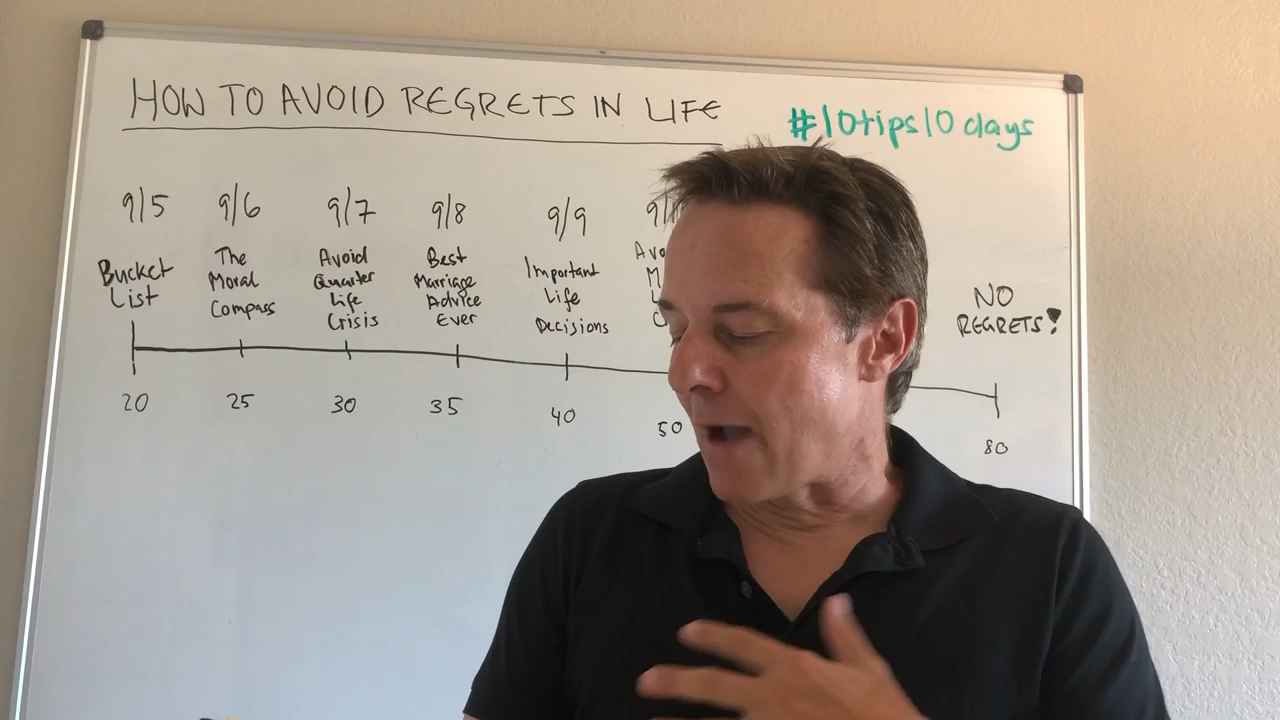 HOW TO AVOID REGRETS IN LIFE
#10tips10days
9/5
9/6
9/7
9/8
9/9
Bucket
List
The
Moral
Compass
Avoid
Quarter
Life
Crisis
Best
Marriage
Advice
Ever
Important
Life
Decisions
NO
REGRETS!
20
25
30
35
40
50
80